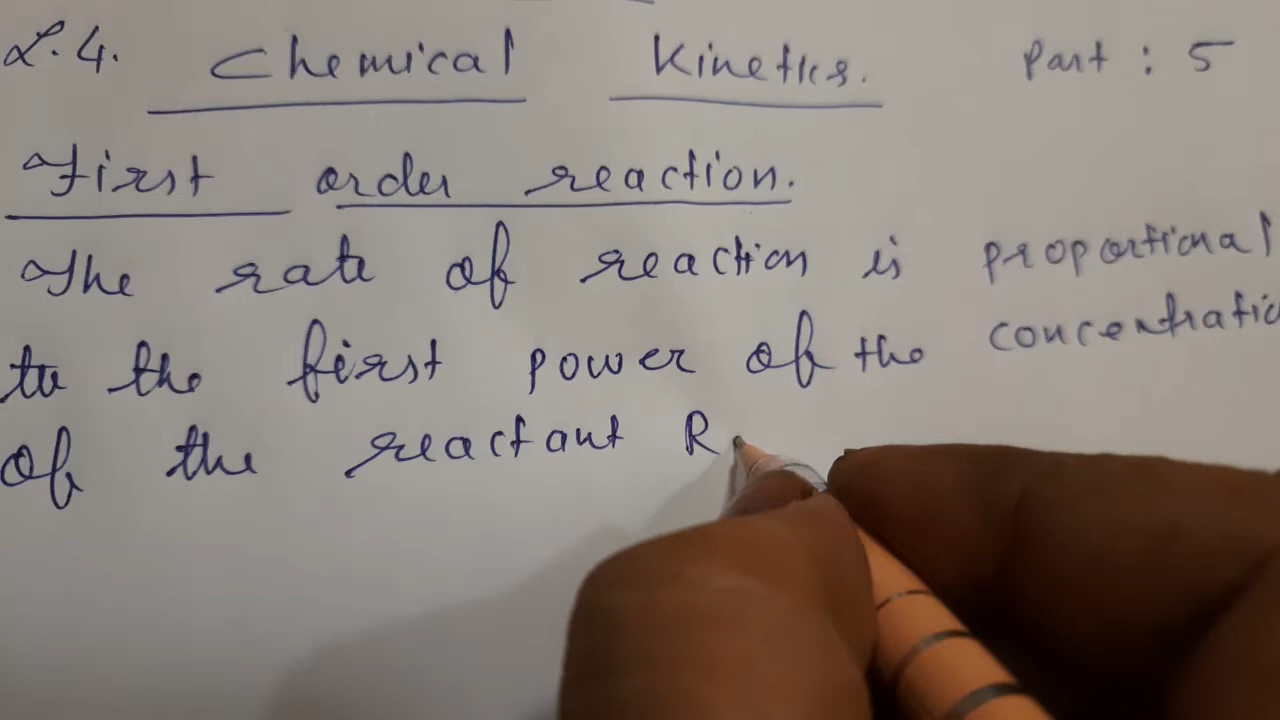 L.4. Chemical Kinetics. Part : 5
First order reaction.
The rate of reaction is proportional
to the first power of the concentratio
of the reactant R